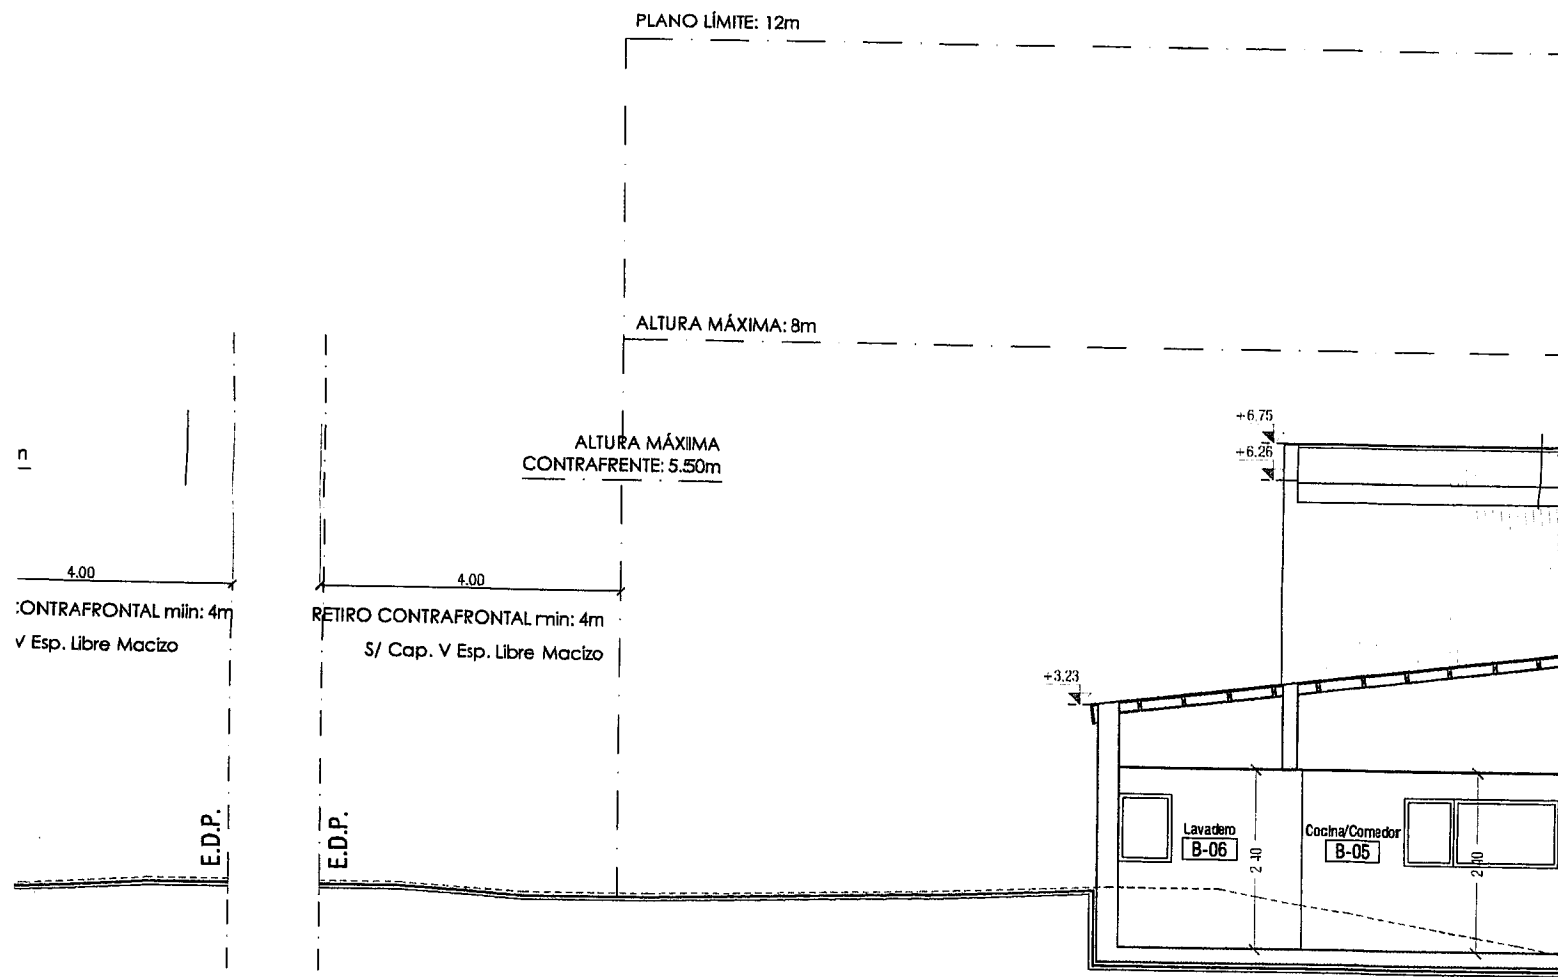 PLANO LÍMITE: 12m
ALTURA MÁXIMA: 8m
ALTURA MÁXIIMA
CONTRAFRENTE: 5.50m
+6.75
+6.26
n
4.00
4.00
:ONTRAFRONTAL miin: 4m
RETIRO CONTRAFRONTAL min: 4m
V Esp. Libre Macizo
S/ Cap. V Esp. Libre Macizo
+3.23
E.D.P.
E.D.P.
Lavadero
B-06
2.40
Cocina/Comedor
B-05
2.40